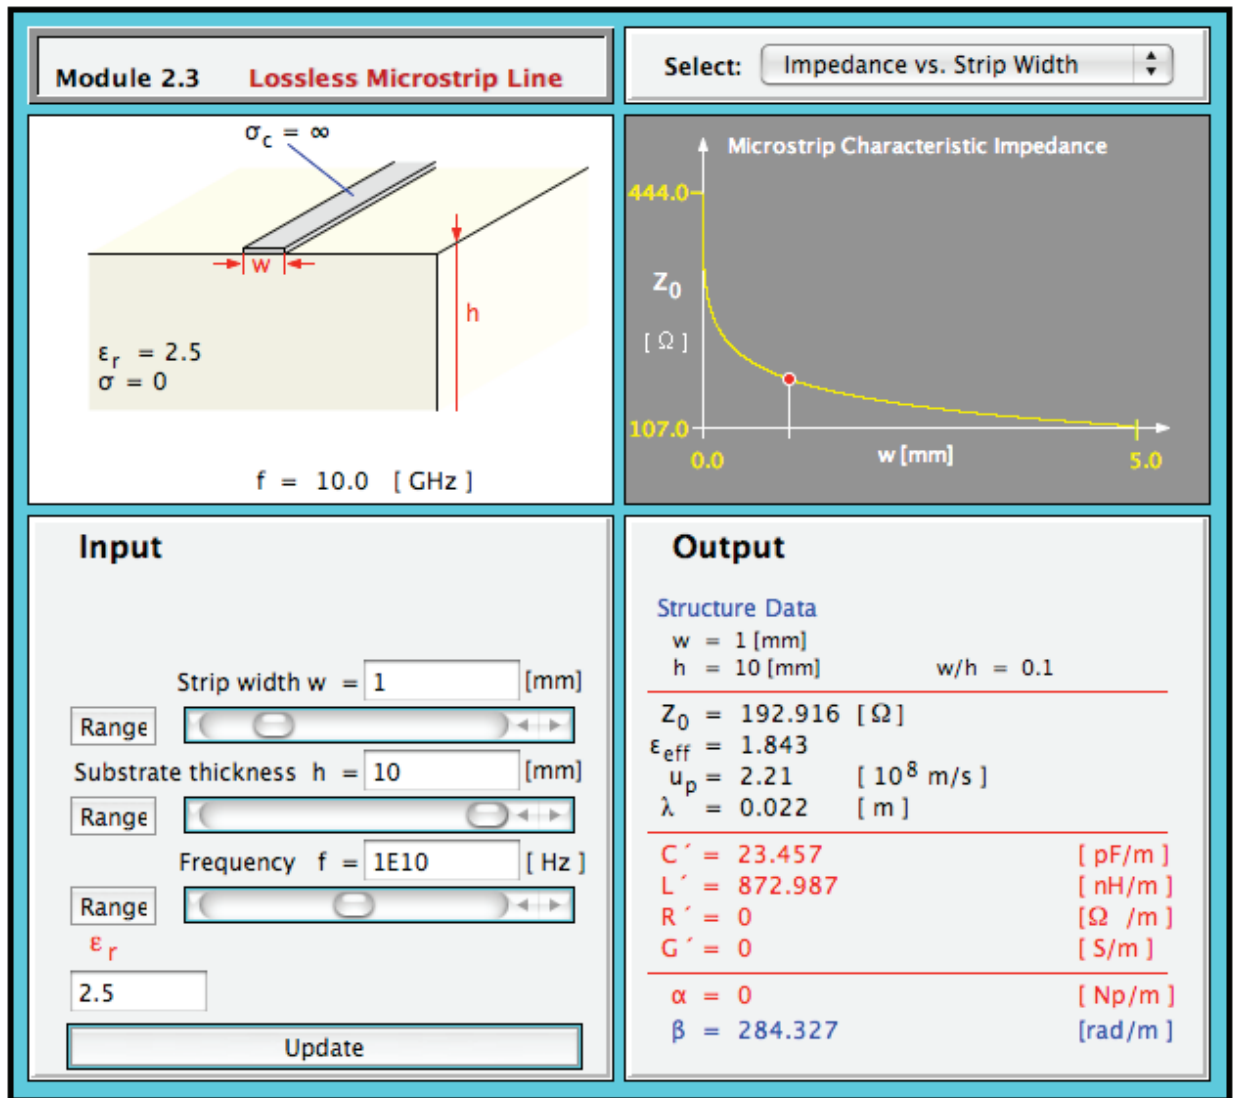 Module 2.3 Lossless Microstrip Line
Select: Impedance vs. Strip Width
σc = ∞
w
h
εr = 2.5
σ = 0
f = 10.0 [ GHz ]
Microstrip Characteristic Impedance
444.0
Z0
[ Ω ]
107.0
0.0
w [mm]
5.0
Input
Strip width w = 1 [mm]
Range
Substrate thickness h = 10 [mm]
Range
Frequency f = 1E10 [ Hz ]
Range
εr
2.5
Update
Output
Structure Data
w = 1 [mm]
h = 10 [mm] w/h = 0.1
Z0 = 192.916 [ Ω ]
εeff = 1.843
up = 2.21 [ 10^8 m/s ]
λ = 0.022 [ m ]
C´ = 23.457 [ pF/m ]
L´ = 872.987 [ nH/m ]
R´ = 0 [Ω /m ]
G´ = 0 [ S/m ]
α = 0 [ Np/m ]
β = 284.327 [rad/m ]